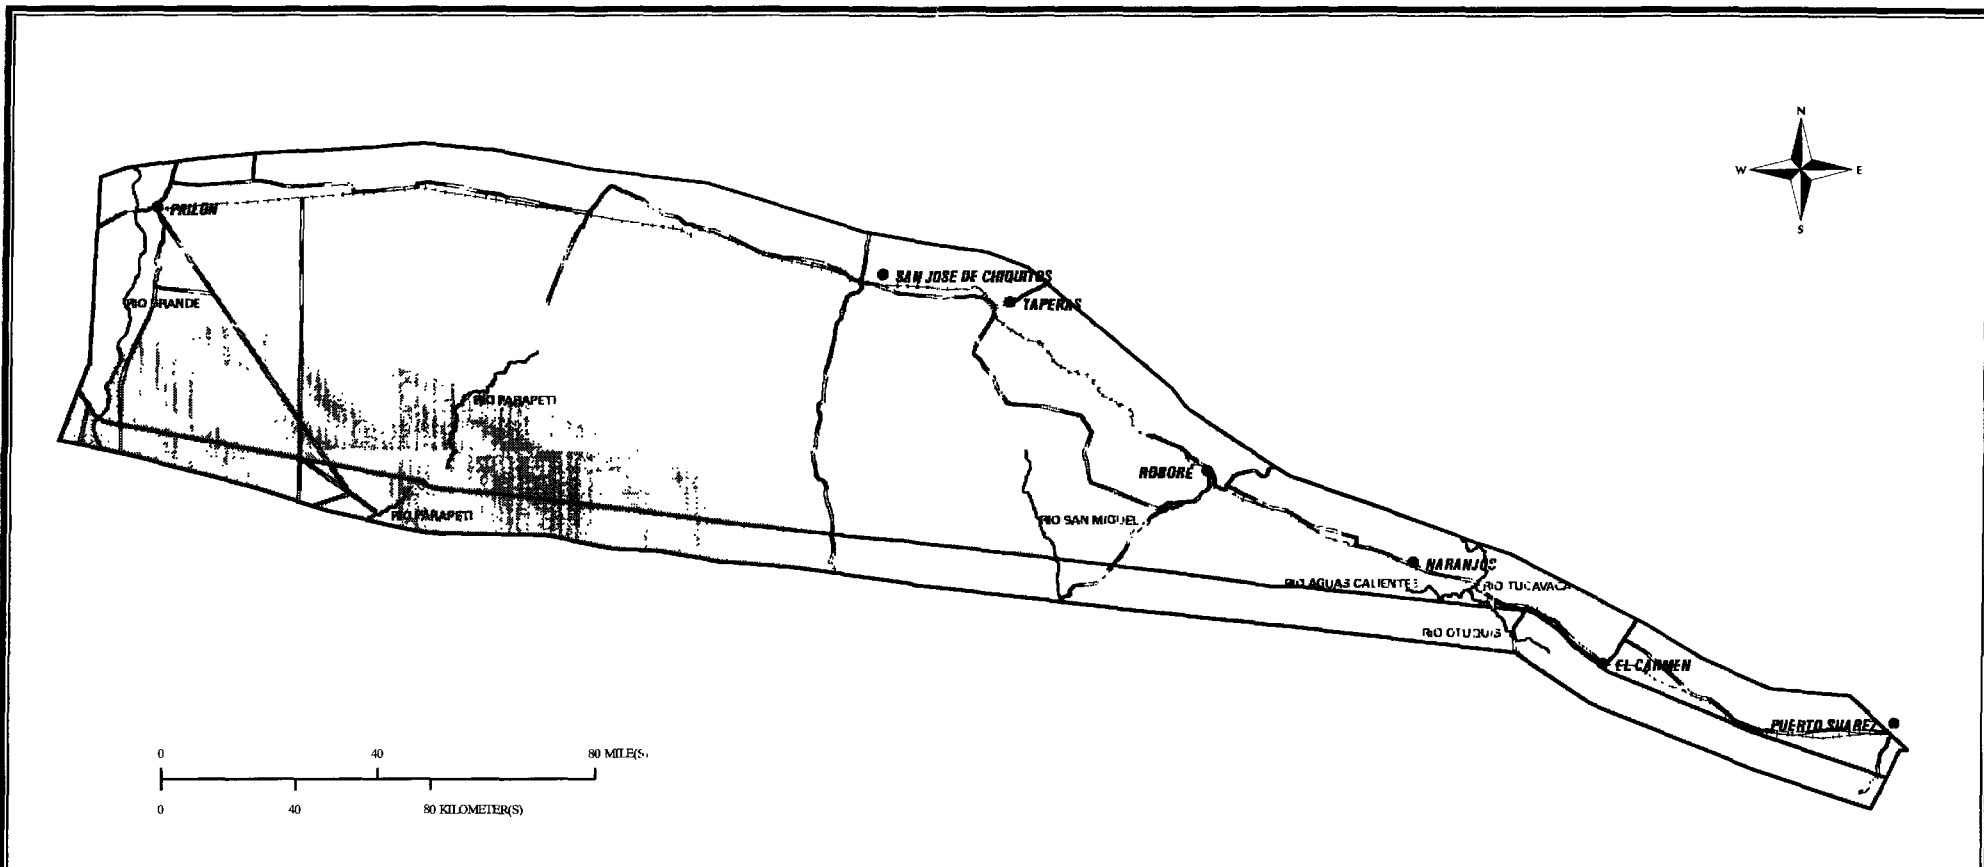 N
W E
S
PAILON
SAN JOSE DE CHIQUITOS
TAPERAS
RIO GRANDE
RIO PARAPETI
ROBORE
RIO PARAPETI
RIO SAN MIGUEL
NARANJOS
RIO AGUAS CALIENTES
RIO TUCAVACA
RIO OTUQUIS
EL CARMEN
PUERTO SUAREZ
0 40 80 MILE(S)
0 40 80 KILOMETER(S)